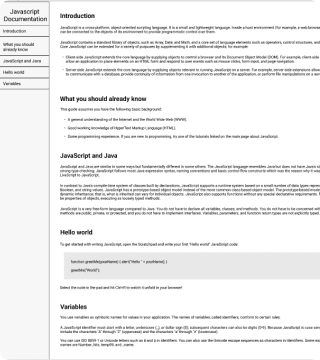 Javascript
Documentation
Introduction
What you should
already know
JavaScript and Java
Hello world
Variables
Introduction
JavaScript is a cross-platform, object-oriented scripting language. It is a small and lightweight language. Inside a host environment (for example, a web browser
can be connected to the objects of its environment to provide programmatic control over them.
JavaScript contains a standard library of objects, such as Array, Date, and Math, and a core set of language elements such as operators, control structures, and
Core JavaScript can be extended for a variety of purposes by supplementing it with additional objects; for example:
Client-side JavaScript extends the core language by supplying objects to control a browser and its Document Object Model (DOM). For example, client-side
allow an application to place elements on an HTML form and respond to user events such as mouse clicks, form input, and page navigation.
Server-side JavaScript extends the core language by supplying objects relevant to running JavaScript on a server. For example, server-side extensions allow
to communicate with a database, provide continuity of information from one invocation to another of the application, or perform file manipulations on a
What you should already know
This guide assumes you have the following basic background:
A general understanding of the Internet and the World Wide Web (WWW).
Good working knowledge of HyperText Markup Language (HTML).
Some programming experience. If you are new to programming, try one of the tutorials linked on the main page about JavaScript.
JavaScript and Java
JavaScript and Java are similar in some ways but fundamentally different in some others. The JavaScript language resembles Java but does not have Java's
strong type checking. JavaScript follows most Java expression syntax, naming conventions and basic control-flow constructs which was the reason why it was
LiveScript to JavaScript.
In contrast to Java's compile-time system of classes built by declarations, JavaScript supports a runtime system based on a small number of data types
Boolean, and string values. JavaScript has a prototype-based object model instead of the more common class-based object model. The prototype-based
dynamic inheritance; that is, what is inherited can vary for individual objects. JavaScript also supports functions without any special declarative requirements.
be properties of objects, executing as loosely typed methods.
JavaScript is a very free-form language compared to Java. You do not have to declare all variables, classes, and methods. You do not have to be concerned
methods are public, private, or protected, and you do not have to implement interfaces. Variables, parameters, and function return types are not explicitly typed.
Hello world
To get started with writing JavaScript, open the Scratchpad and write your first "Hello world" JavaScript code:
function greetMe(yourName) { alert("Hello " + yourName); }
greetMe("World");
Select the code in the pad and hit Ctrl+R to watch it unfold in your browser!
Variables
You use variables as symbolic names for values in your application. The names of variables, called identifiers, conform to certain rules.
A JavaScript identifier must start with a letter, underscore (_), or dollar sign ($); subsequent characters can also be digits (0-9). Because JavaScript is case
include the characters "A" through "Z" (uppercase) and the characters "a" through "z" (lowercase).
You can use ISO 8859-1 or Unicode letters such as å and ü in identifiers. You can also use the Unicode escape sequences as characters in identifiers. Some
names are Number_hits, temp99, and _name.